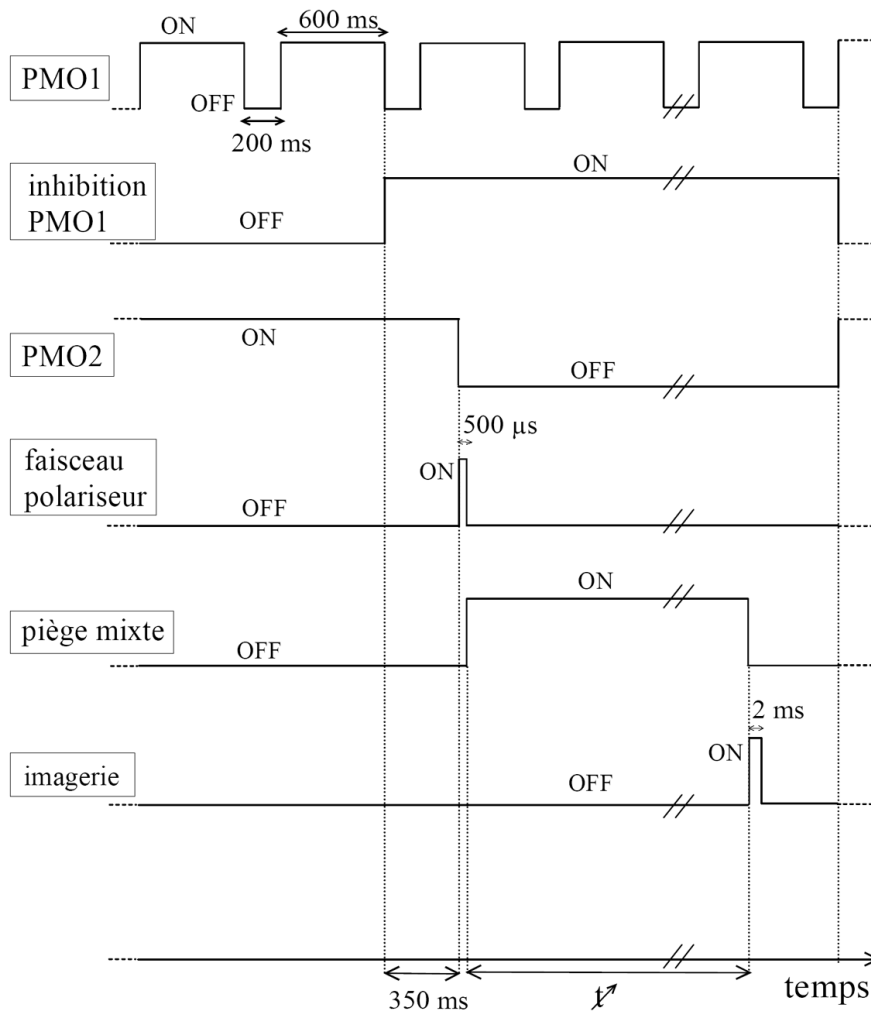 ON
600 ms
PMO1
OFF
200 ms
inhibition
PMO1
ON
OFF
PMO2
ON
OFF
500 µs
faisceau
polariseur
ON
OFF
piège mixte
ON
OFF
2 ms
imagerie
ON
OFF
350 ms
t
temps